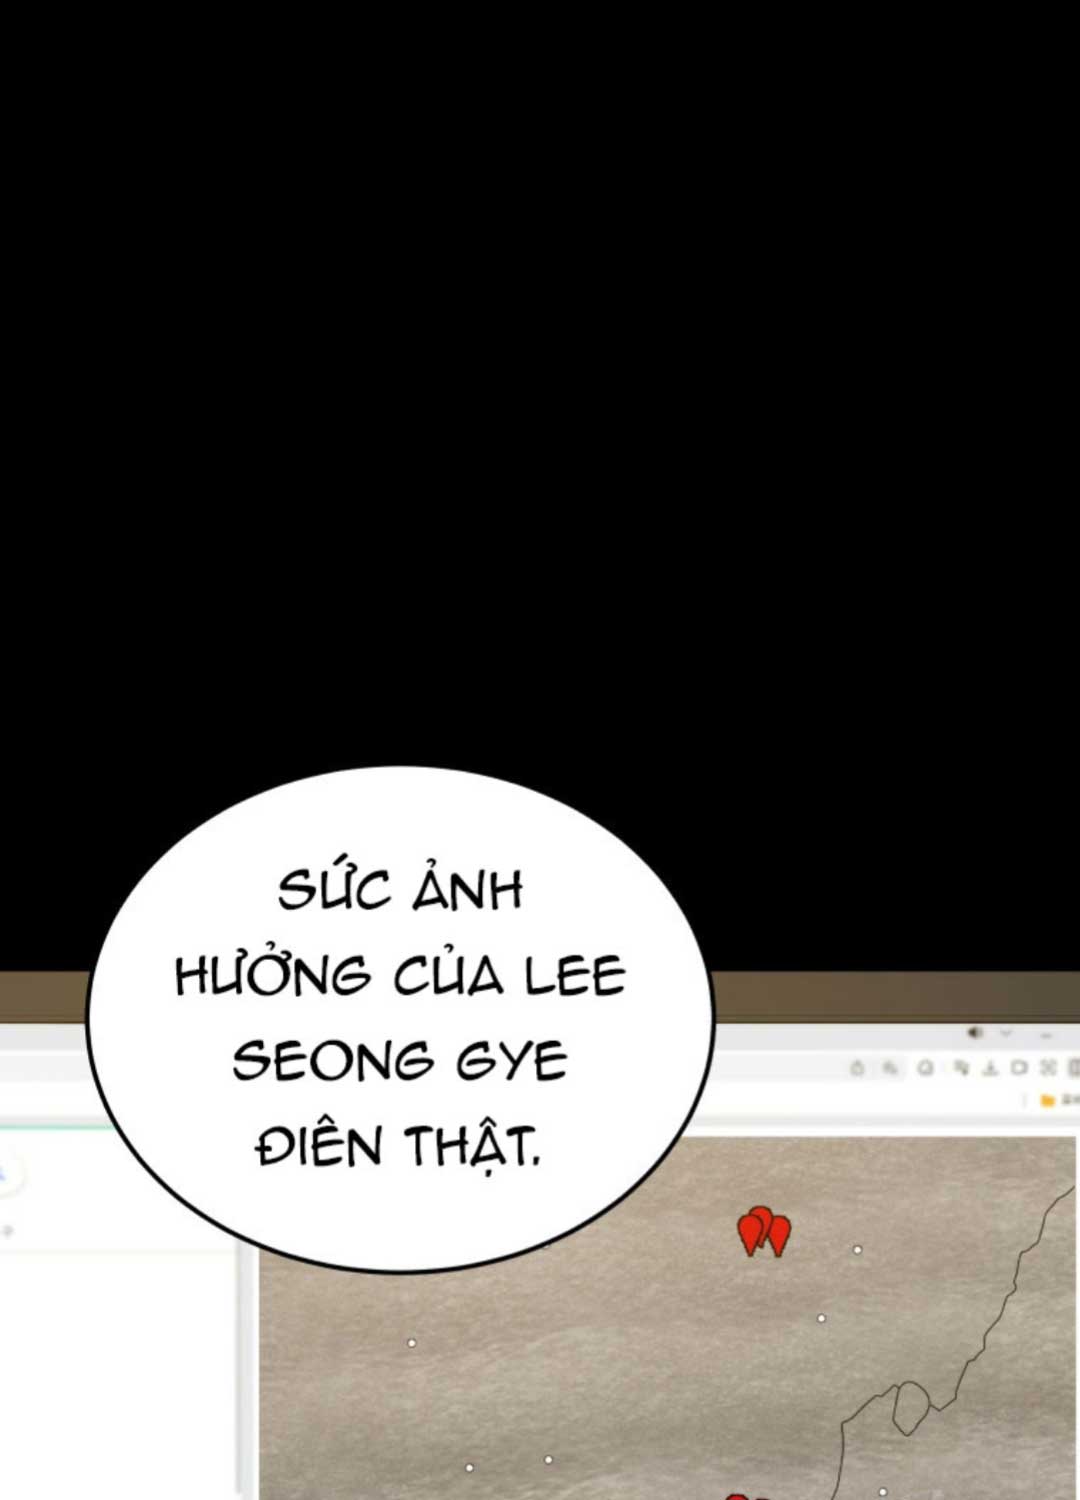 SỨC ẢNH
HƯỞNG CỦA LEE
SEONG GYE
ĐIÊN THẬT.